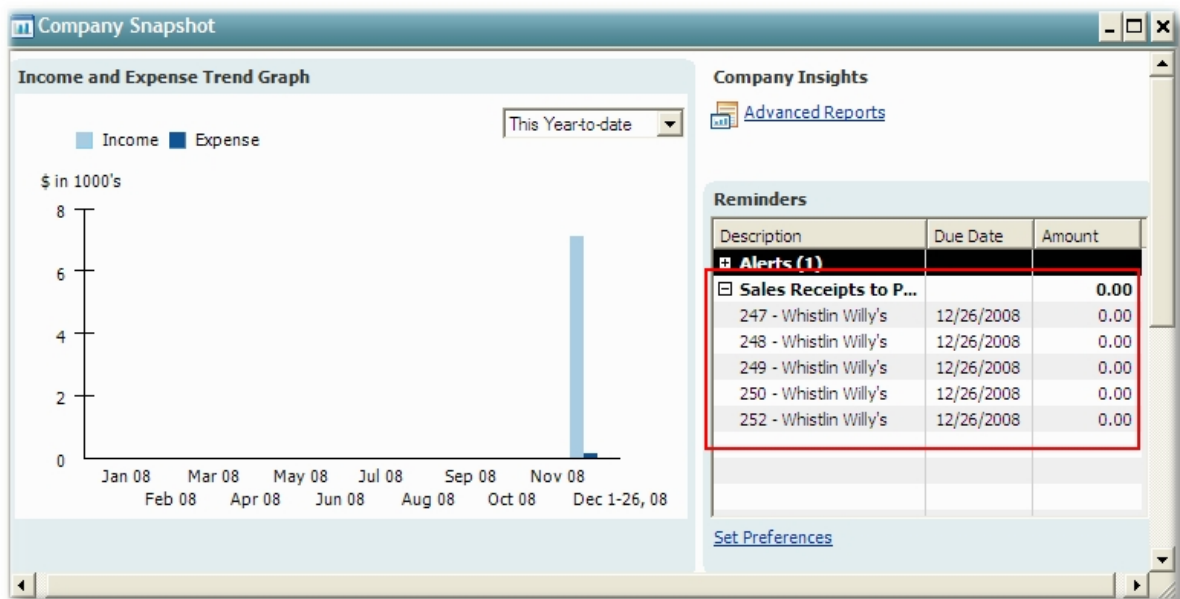 Company Snapshot
Income and Expense Trend Graph
This Year-to-date
Income Expense
$ in 1000's
8
6
4
2
0
Jan 08 Mar 08 May 08 Jul 08 Sep 08 Nov 08
Feb 08 Apr 08 Jun 08 Aug 08 Oct 08 Dec 1-26, 08
Company Insights
Advanced Reports
Reminders
Description Due Date Amount
Alerts (1)
Sales Receipts to P... 0.00
247 - Whistlin Willy's 12/26/2008 0.00
248 - Whistlin Willy's 12/26/2008 0.00
249 - Whistlin Willy's 12/26/2008 0.00
250 - Whistlin Willy's 12/26/2008 0.00
252 - Whistlin Willy's 12/26/2008 0.00
Set Preferences